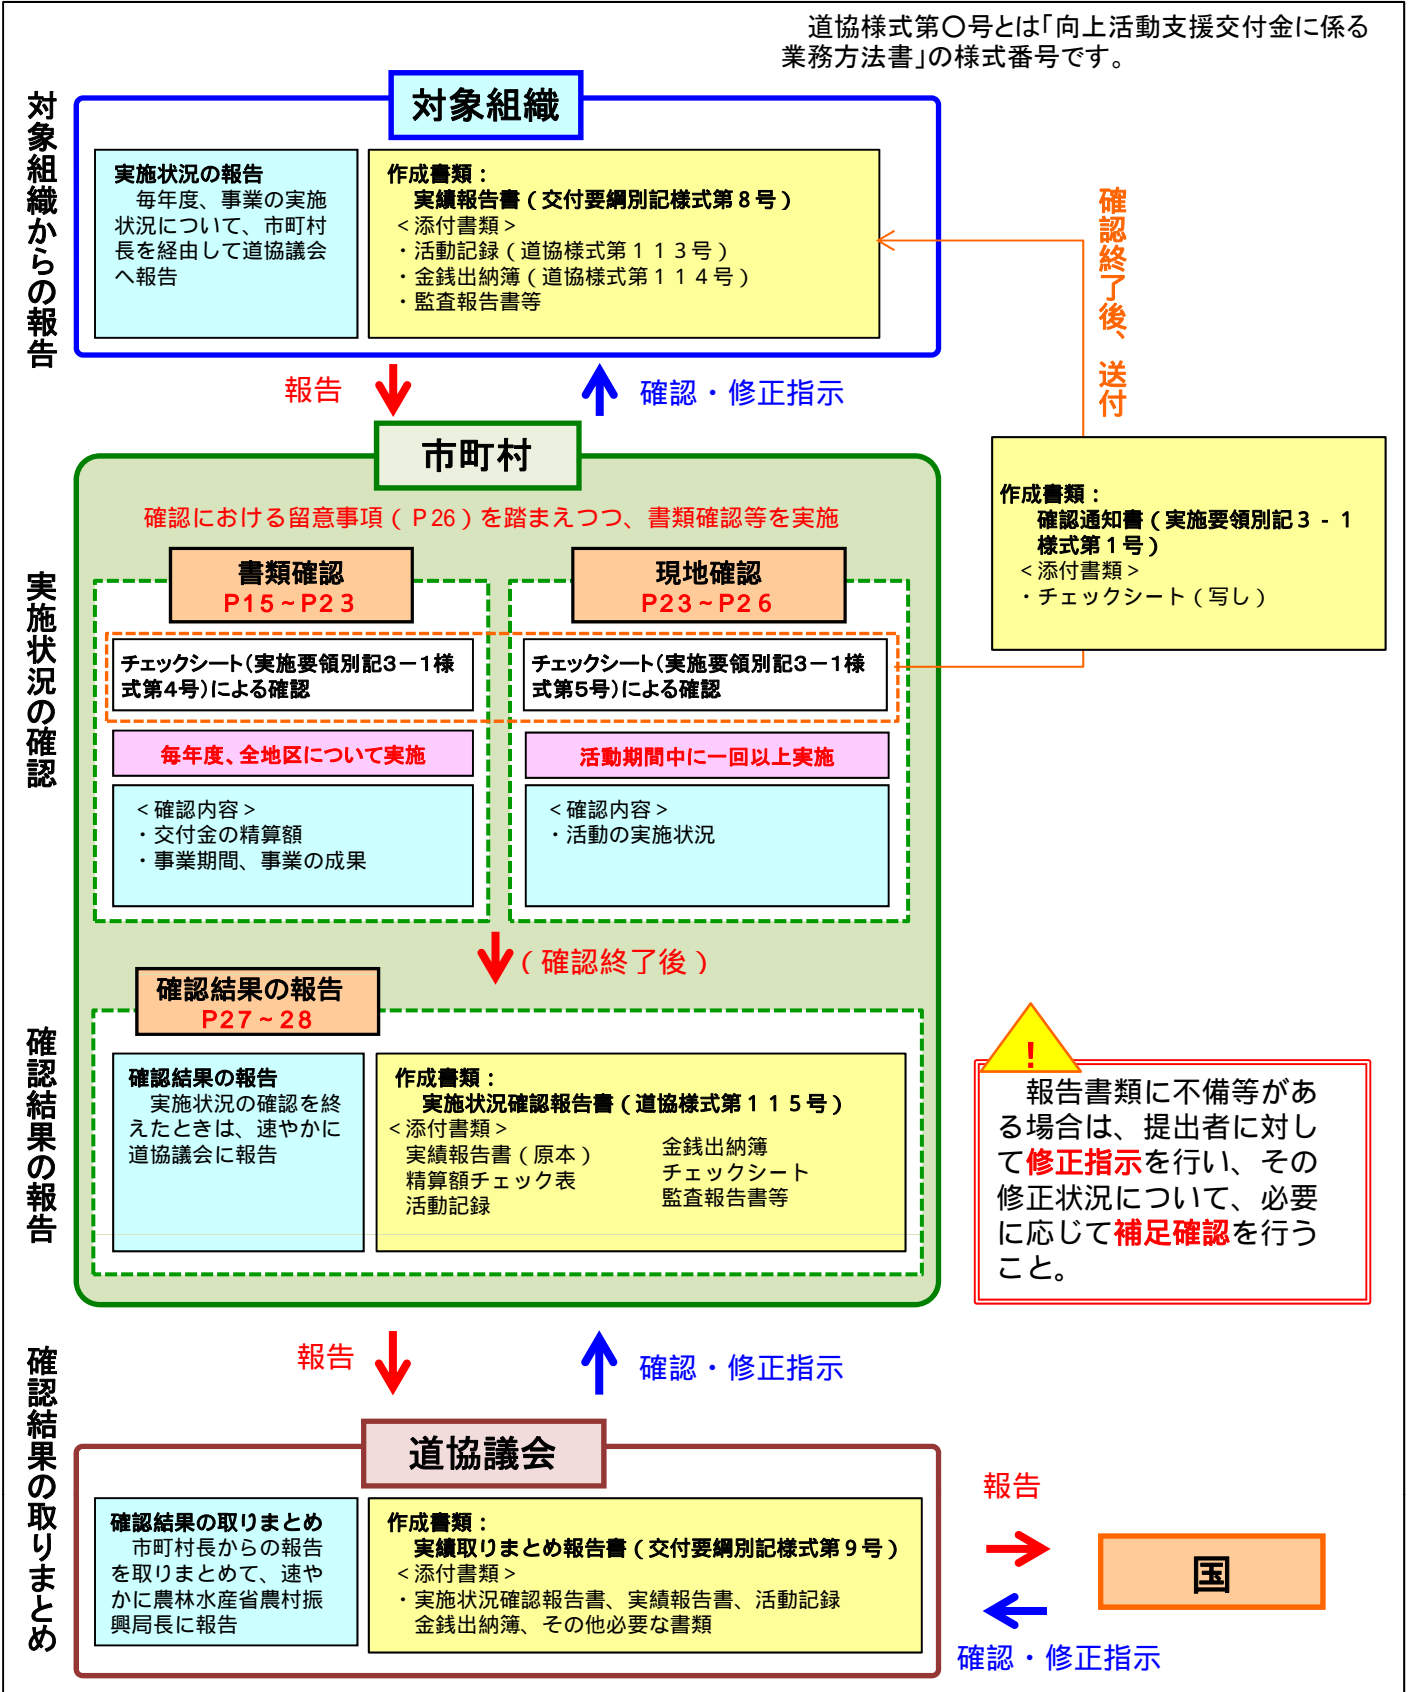 道協様式第〇号とは「向上活動支援交付金に係る
業務方法書」の様式番号です。
対象組織からの報告
対象組織
実施状況の報告
毎年度、事業の実施
状況について、市町村
長を経由して道協議会
へ報告
作成書類：
実績報告書（交付要綱別記様式第８号）
＜添付書類＞
・活動記録（道協様式第１１３号）
・金銭出納簿（道協様式第１１４号）
・監査報告書等
確認終了後、送付
報告
確認・修正指示
実施状況の確認
市町村
確認における留意事項（Ｐ26）を踏まえつつ、書類確認等を実施
書類確認
Ｐ15～Ｐ2３
現地確認
Ｐ23～Ｐ2６
チェックシート（実施要領別記３－１様
式第４号）による確認
チェックシート（実施要領別記３－１様
式第５号）による確認
毎年度、全地区について実施
活動期間中に一回以上実施
＜確認内容＞
・交付金の精算額
・事業期間、事業の成果
＜確認内容＞
・活動の実施状況
作成書類：
確認通知書（実施要領別記３‐１
様式第１号）
＜添付書類＞
・チェックシート（写し）
（確認終了後）
確認結果の報告
確認結果の報告
Ｐ27～28
確認結果の報告
実施状況の確認を終
えたときは、速やかに
道協議会に報告
作成書類：
実施状況確認報告書（道協様式第１１５号）
＜添付書類＞
実績報告書（原本）
精算額チェック表
活動記録
金銭出納簿
チェックシート
監査報告書等
！
報告書類に不備等があ
る場合は、提出者に対し
て修正指示を行い、その
修正状況について、必要
に応じて補足確認を行う
こと。
報告
確認・修正指示
確認結果の取りまとめ
道協議会
確認結果の取りまとめ
市町村長からの報告
を取りまとめて、速や
かに農林水産省農村振
興局長に報告
作成書類：
実績取りまとめ報告書（交付要綱別記様式第９号）
＜添付書類＞
・実施状況確認報告書、実績報告書、活動記録
金銭出納簿、その他必要な書類
報告
国
確認・修正指示